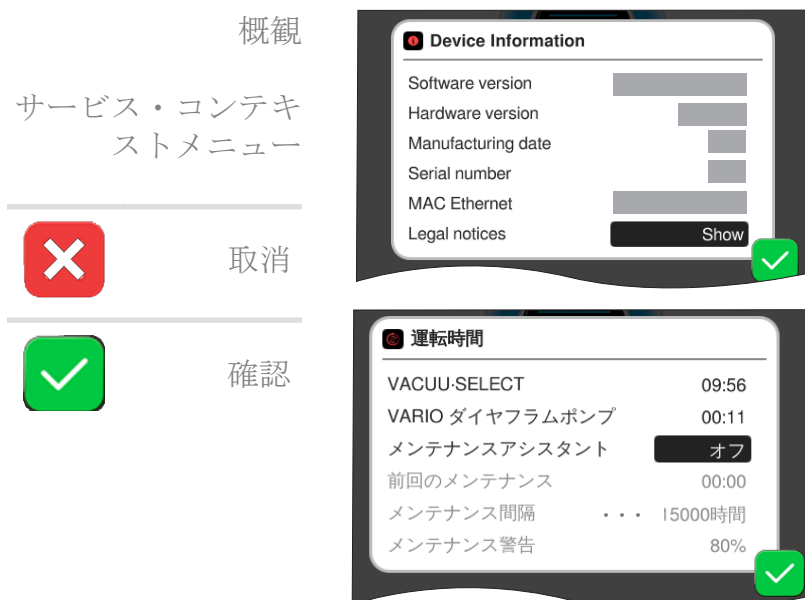 概観
サービス・コンテキ
ストメニュー
取消
確認
Device Information
Software version
Hardware version
Manufacturing date
Serial number
MAC Ethernet
Legal notices Show
運転時間
VACUU·SELECT 09:56
VARIO ダイヤフラムポンプ 00:11
メンテナンスアシスタント オフ
前回のメンテナンス 00:00
メンテナンス間隔 ・・・ 15000時間
メンテナンス警告 80%